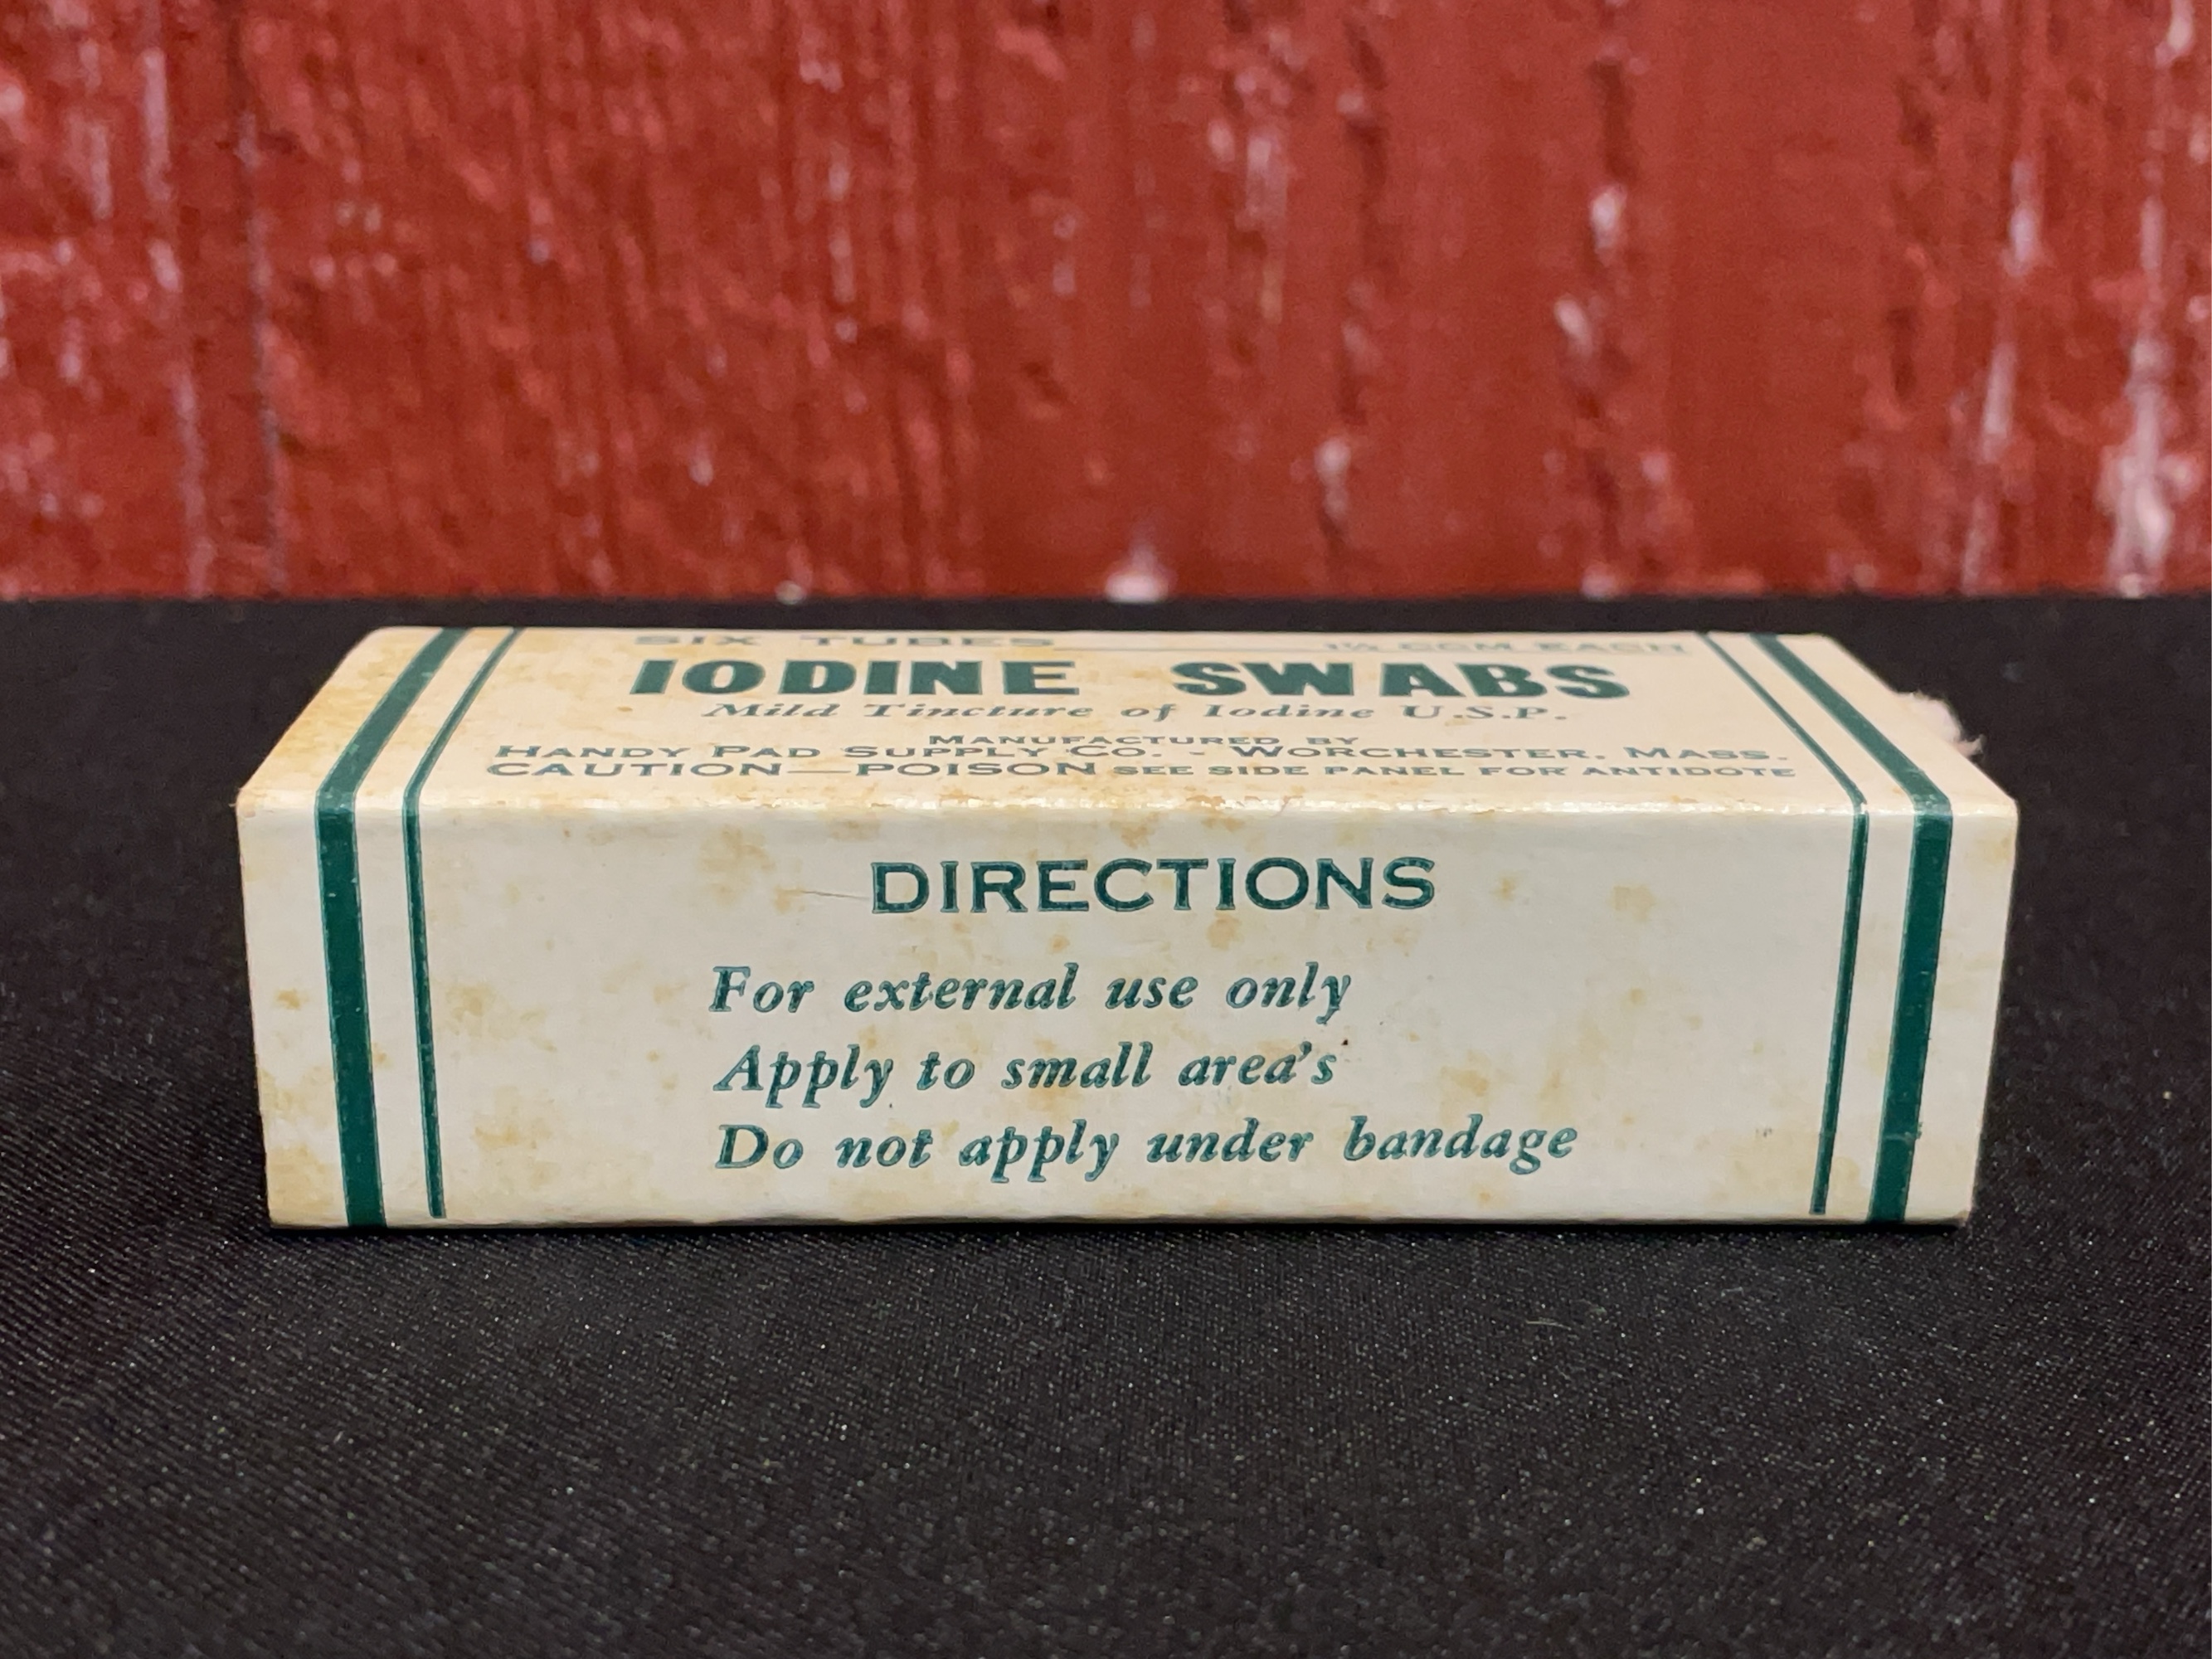 SIX TUBES 1½ CCM EACH
IODINE SWABS
Mild Tincture of Iodine U.S.P.
MANUFACTURED BY
HANDY PAD SUPPLY CO. - WORCHESTER, MASS.
CAUTION—POISON SEE SIDE PANEL FOR ANTIDOTE
DIRECTIONS
For external use only
Apply to small area's
Do not apply under bandage